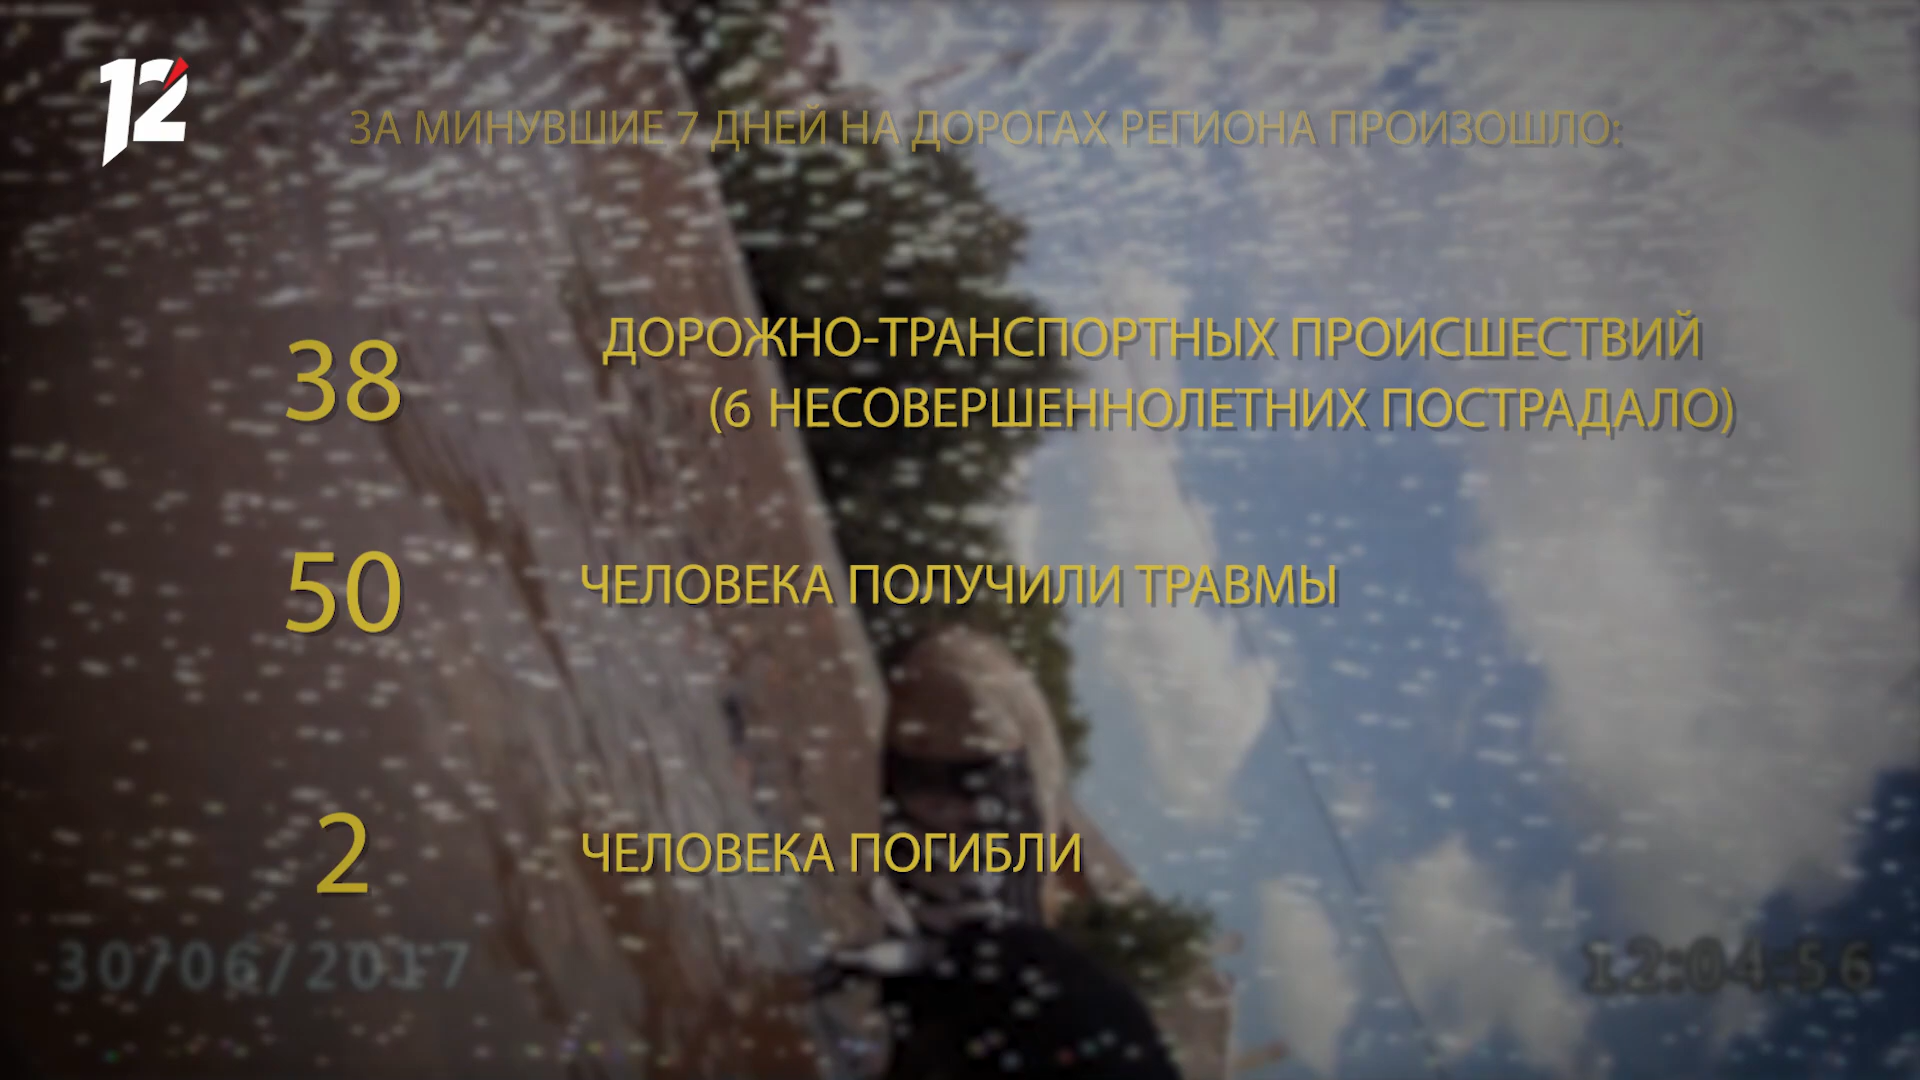 12
ЗА МИНУВШИЕ 7 ДНЕЙ НА ДОРОГАХ РЕГИОНА ПРОИЗОШЛО:
38
ДОРОЖНО-ТРАНСПОРТНЫХ ПРОИСШЕСТВИЙ
(6 НЕСОВЕРШЕННОЛЕТНИХ ПОСТРАДАЛО)
50
ЧЕЛОВЕКА ПОЛУЧИЛИ ТРАВМЫ
2
ЧЕЛОВЕКА ПОГИБЛИ
30/06/2017
12:04:56